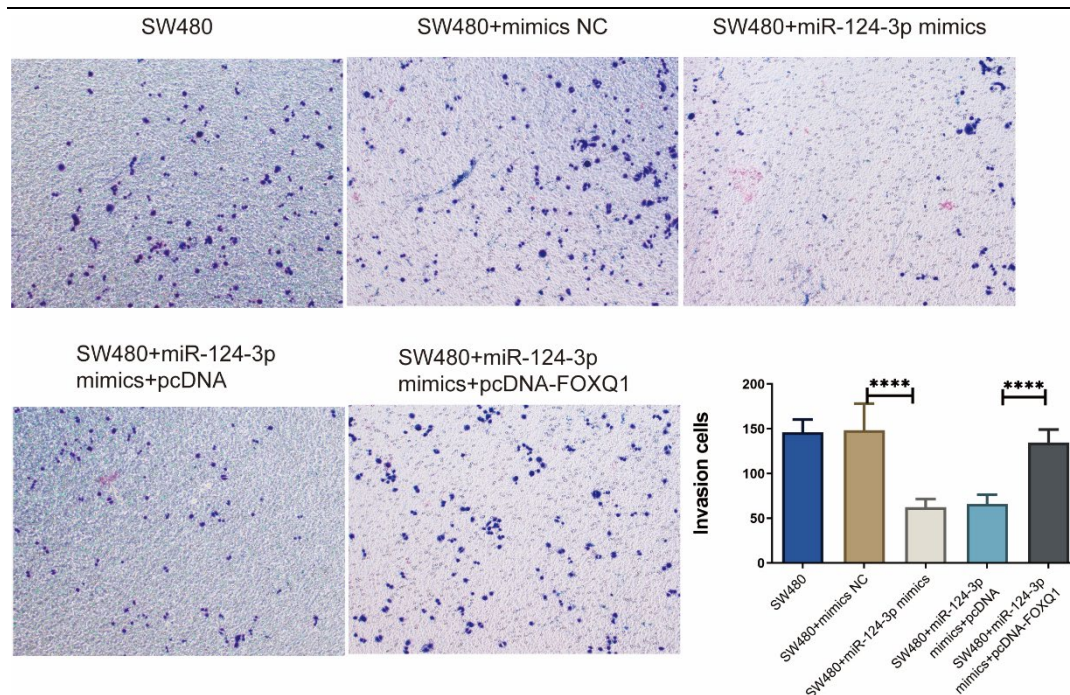 SW480
SW480+mimics NC
SW480+miR-124-3p mimics
SW480+miR-124-3p
mimics+pcDNA
SW480+miR-124-3p
mimics+pcDNA-FOXQ1
Invasion cells
200
150
100
50
0
****
****
SW480
SW480+mimics NC
SW480+miR-124-3p mimics
SW480+miR-124-3p
mimics+pcDNA
SW480+miR-124-3p
mimics+pcDNA-FOXQ1